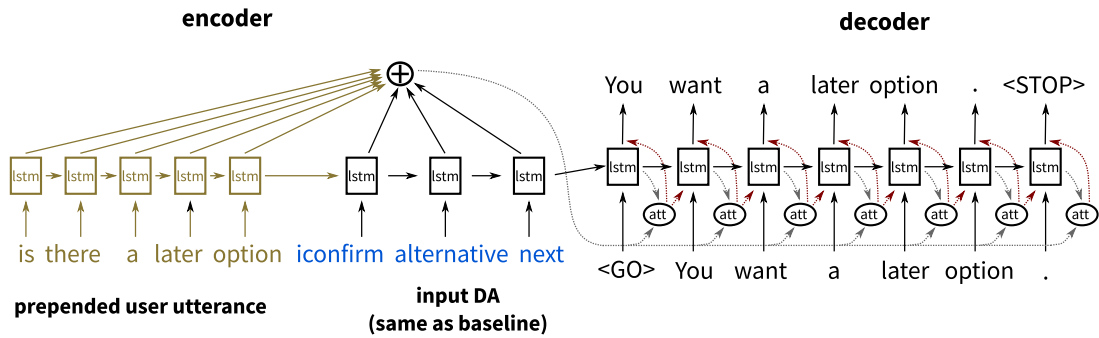 encoder
decoder
You want a later option . <STOP>
lstm lstm lstm lstm lstm lstm lstm lstm lstm lstm lstm lstm lstm lstm lstm
att att att att att att att
is there a later option iconfirm alternative next
<GO> You want a later option .
prepended user utterance
input DA
(same as baseline)